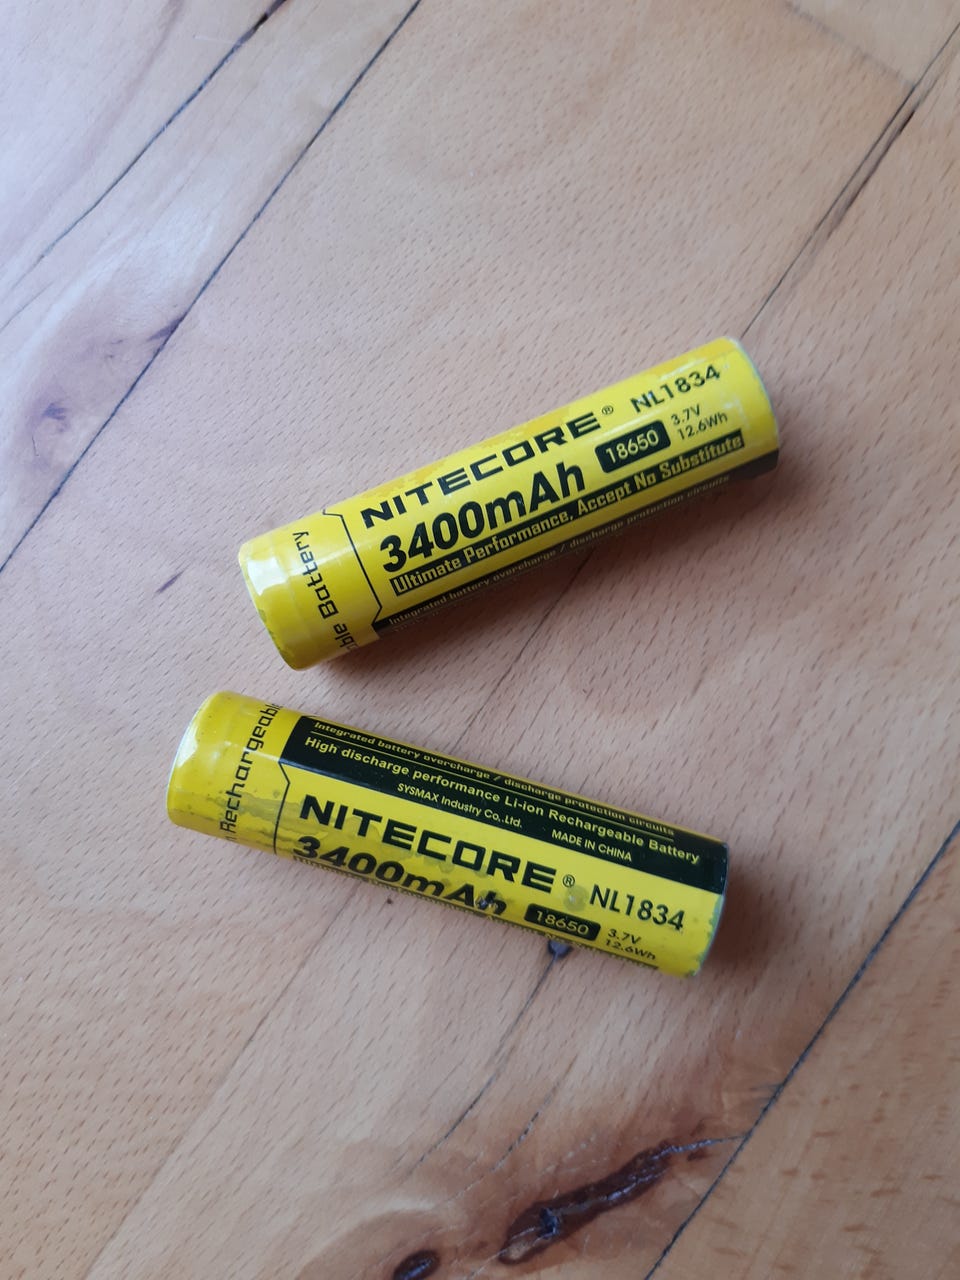 NITECORE® NL1834
3400mAh 18650 3.7V
12.6Wh
Ultimate Performance, Accept No Substitute
Integrated battery overcharge / discharge protection circuits
ble Battery
Rechargeable
Integrated battery overcharge / discharge protection circuits
High discharge performance Li-ion Rechargeable Battery
SYSMAX Industry Co.,Ltd. MADE IN CHINA
NITECORE® NL1834
3400mAh 18650 3.7V
12.6Wh